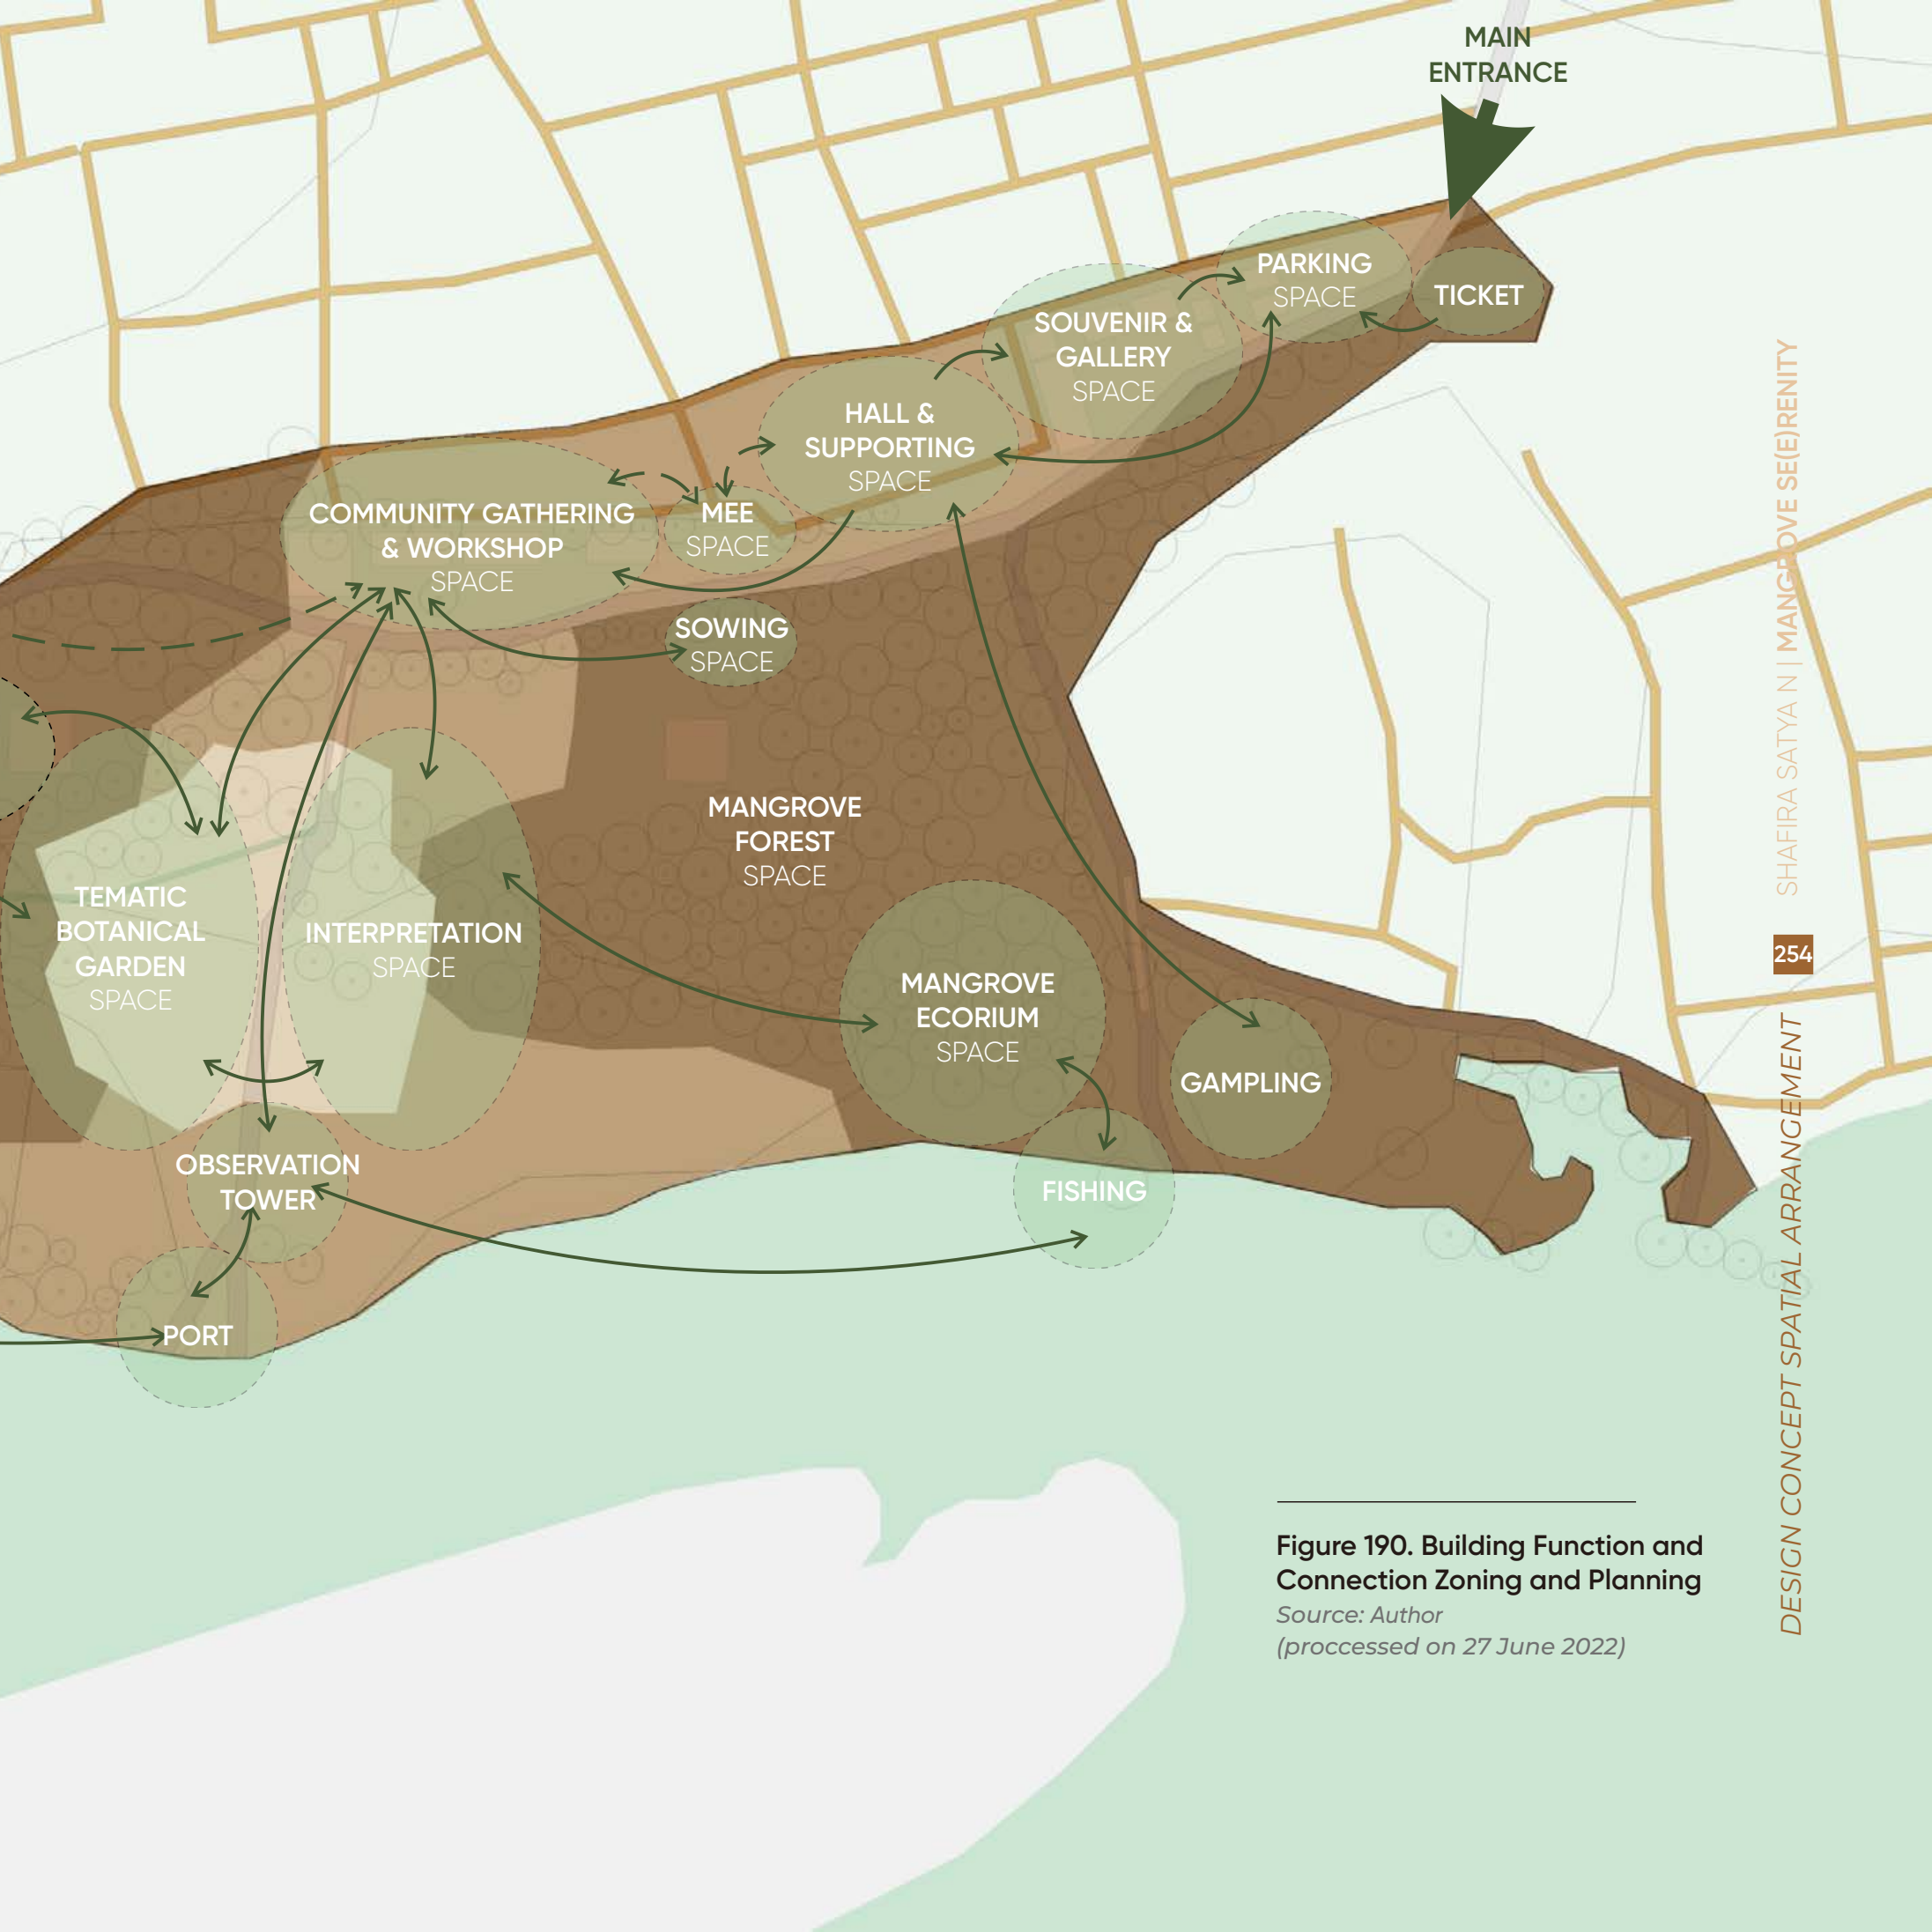 MAIN
ENTRANCE
PARKING
SPACE
TICKET
SOUVENIR &
GALLERY
SPACE
HALL &
SUPPORTING
SPACE
COMMUNITY GATHERING
& WORKSHOP
SPACE
MEE
SPACE
SOWING
SPACE
MANGROVE
FOREST
SPACE
TEMATIC
BOTANICAL
GARDEN
SPACE
INTERPRETATION
SPACE
MANGROVE
ECORIUM
SPACE
GAMPLING
OBSERVATION
TOWER
FISHING
PORT
Figure 190. Building Function and
Connection Zoning and Planning
Source: Author
(proccessed on 27 June 2022)
SHAFIRA SATYA N | MANGROVE SE(E)RENITY
254
DESIGN CONCEPT SPATIAL ARRANGEMENT